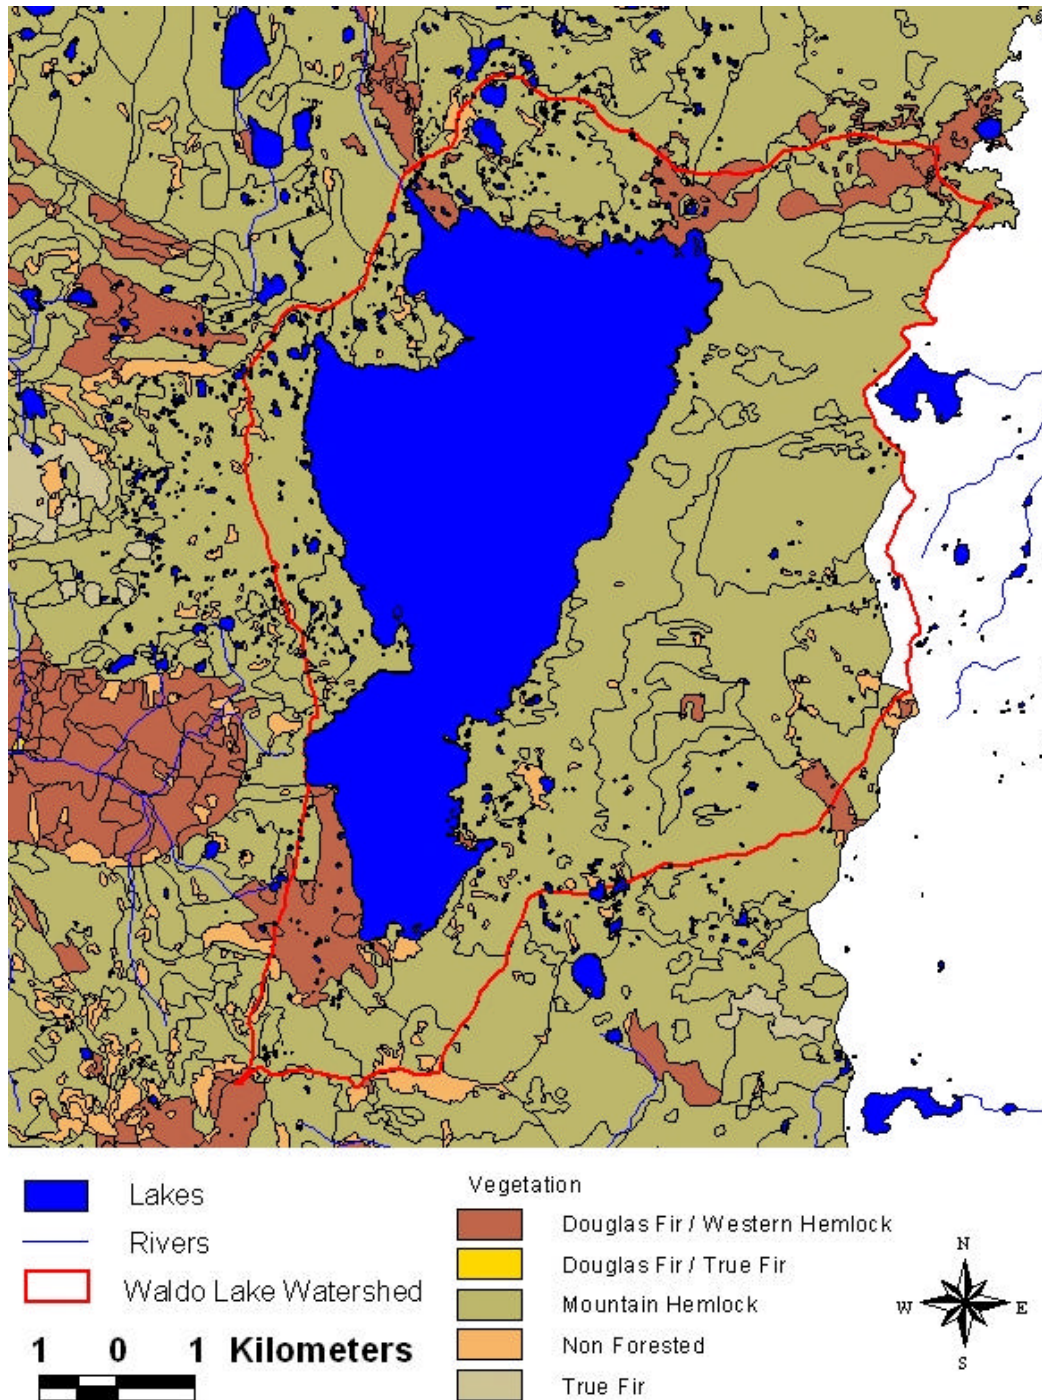 Lakes
Rivers
Waldo Lake Watershed
1 0 1 Kilometers
Vegetation
Douglas Fir / Western Hemlock
Douglas Fir / True Fir
Mountain Hemlock
Non Forested
True Fir
N
W E
S